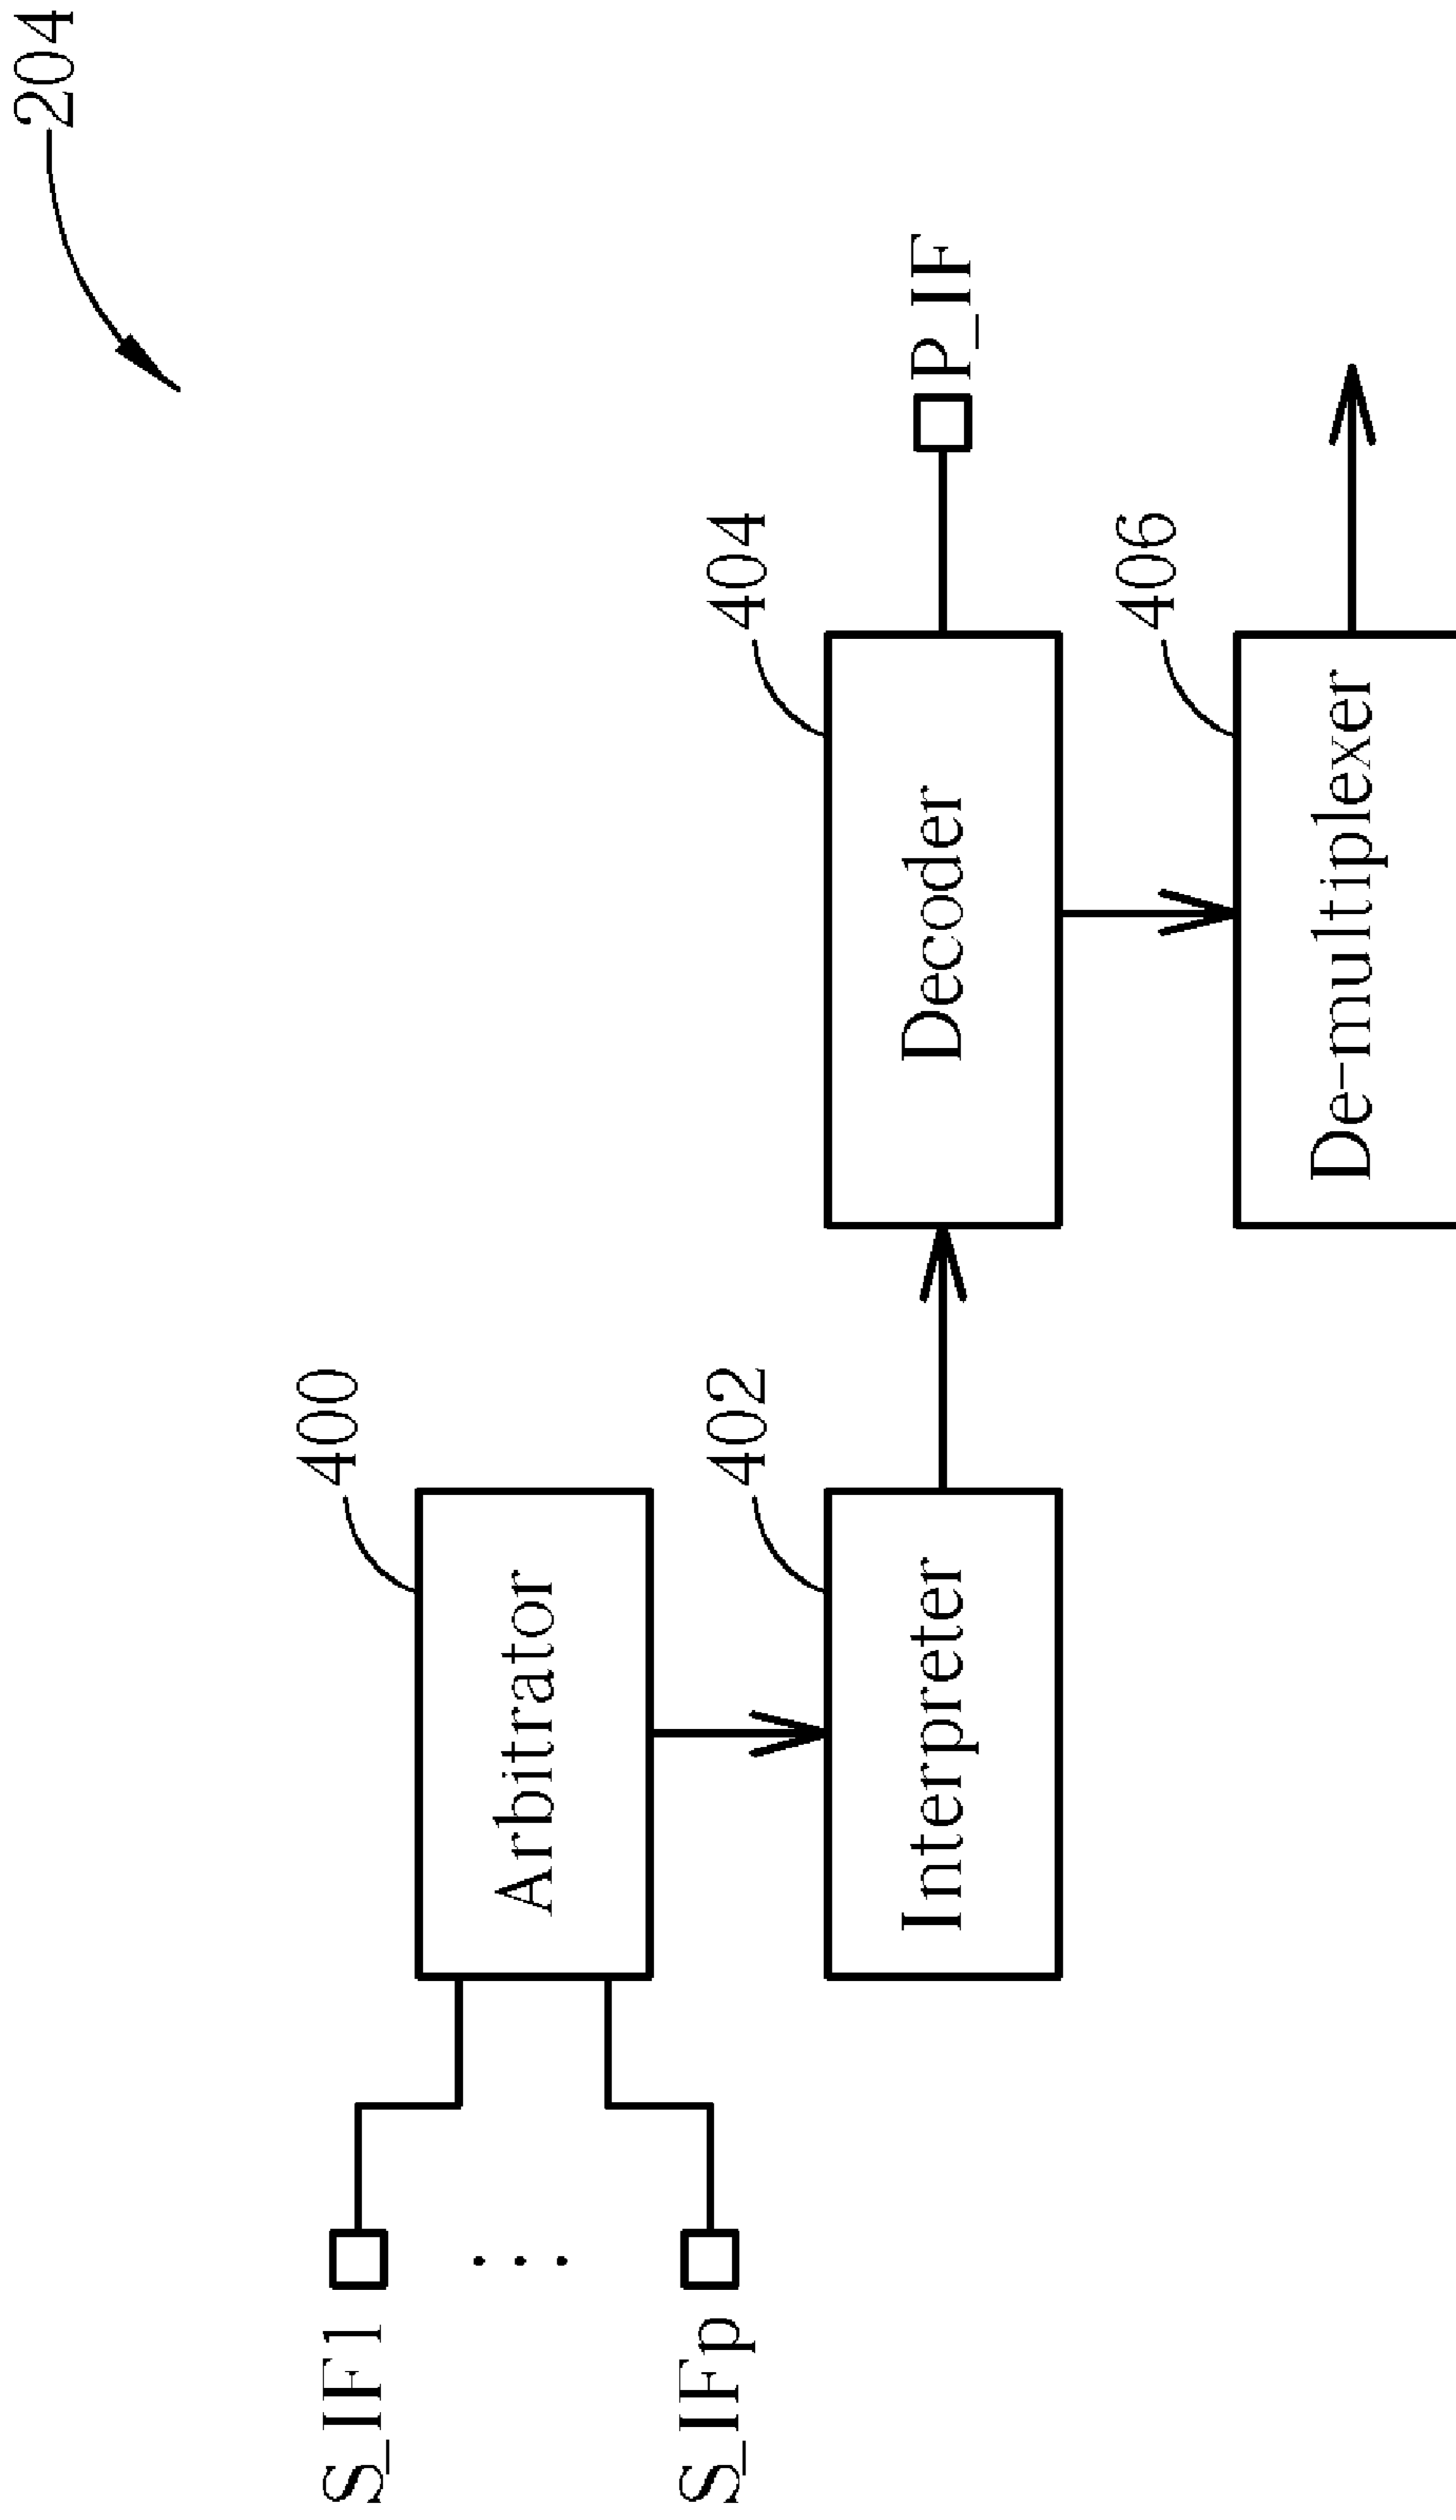 204
400
404
S_IF1
Arbitrator
402
P_IF
Interpreter
Decoder
S_IFp
406
De-multiplexer
...